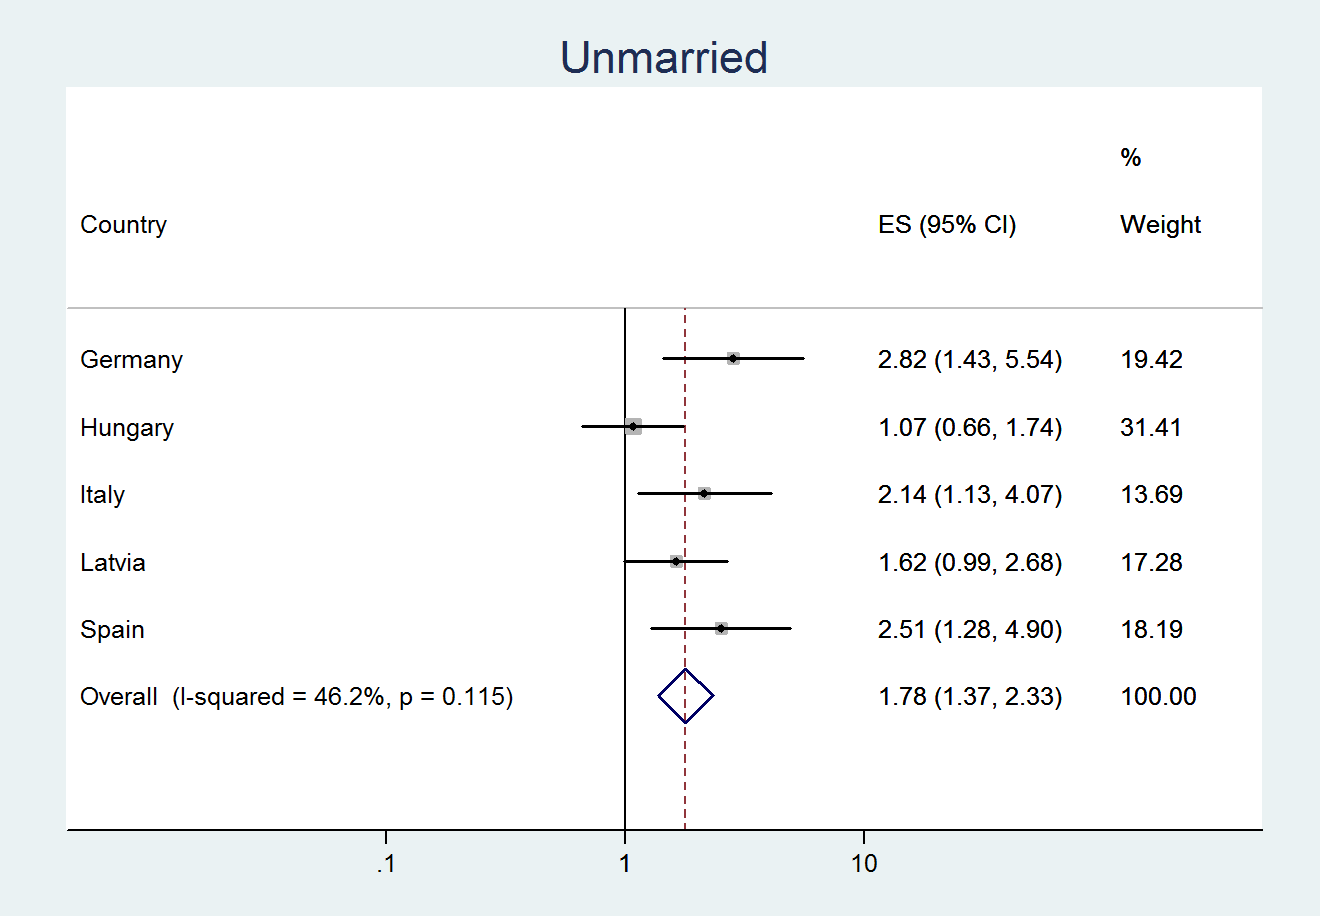 Unmarried
%
Country ES (95% CI) Weight
Germany 2.82 (1.43, 5.54) 19.42
Hungary 1.07 (0.66, 1.74) 31.41
Italy 2.14 (1.13, 4.07) 13.69
Latvia 1.62 (0.99, 2.68) 17.28
Spain 2.51 (1.28, 4.90) 18.19
Overall (I-squared = 46.2%, p = 0.115) 1.78 (1.37, 2.33) 100.00
.1 1 10